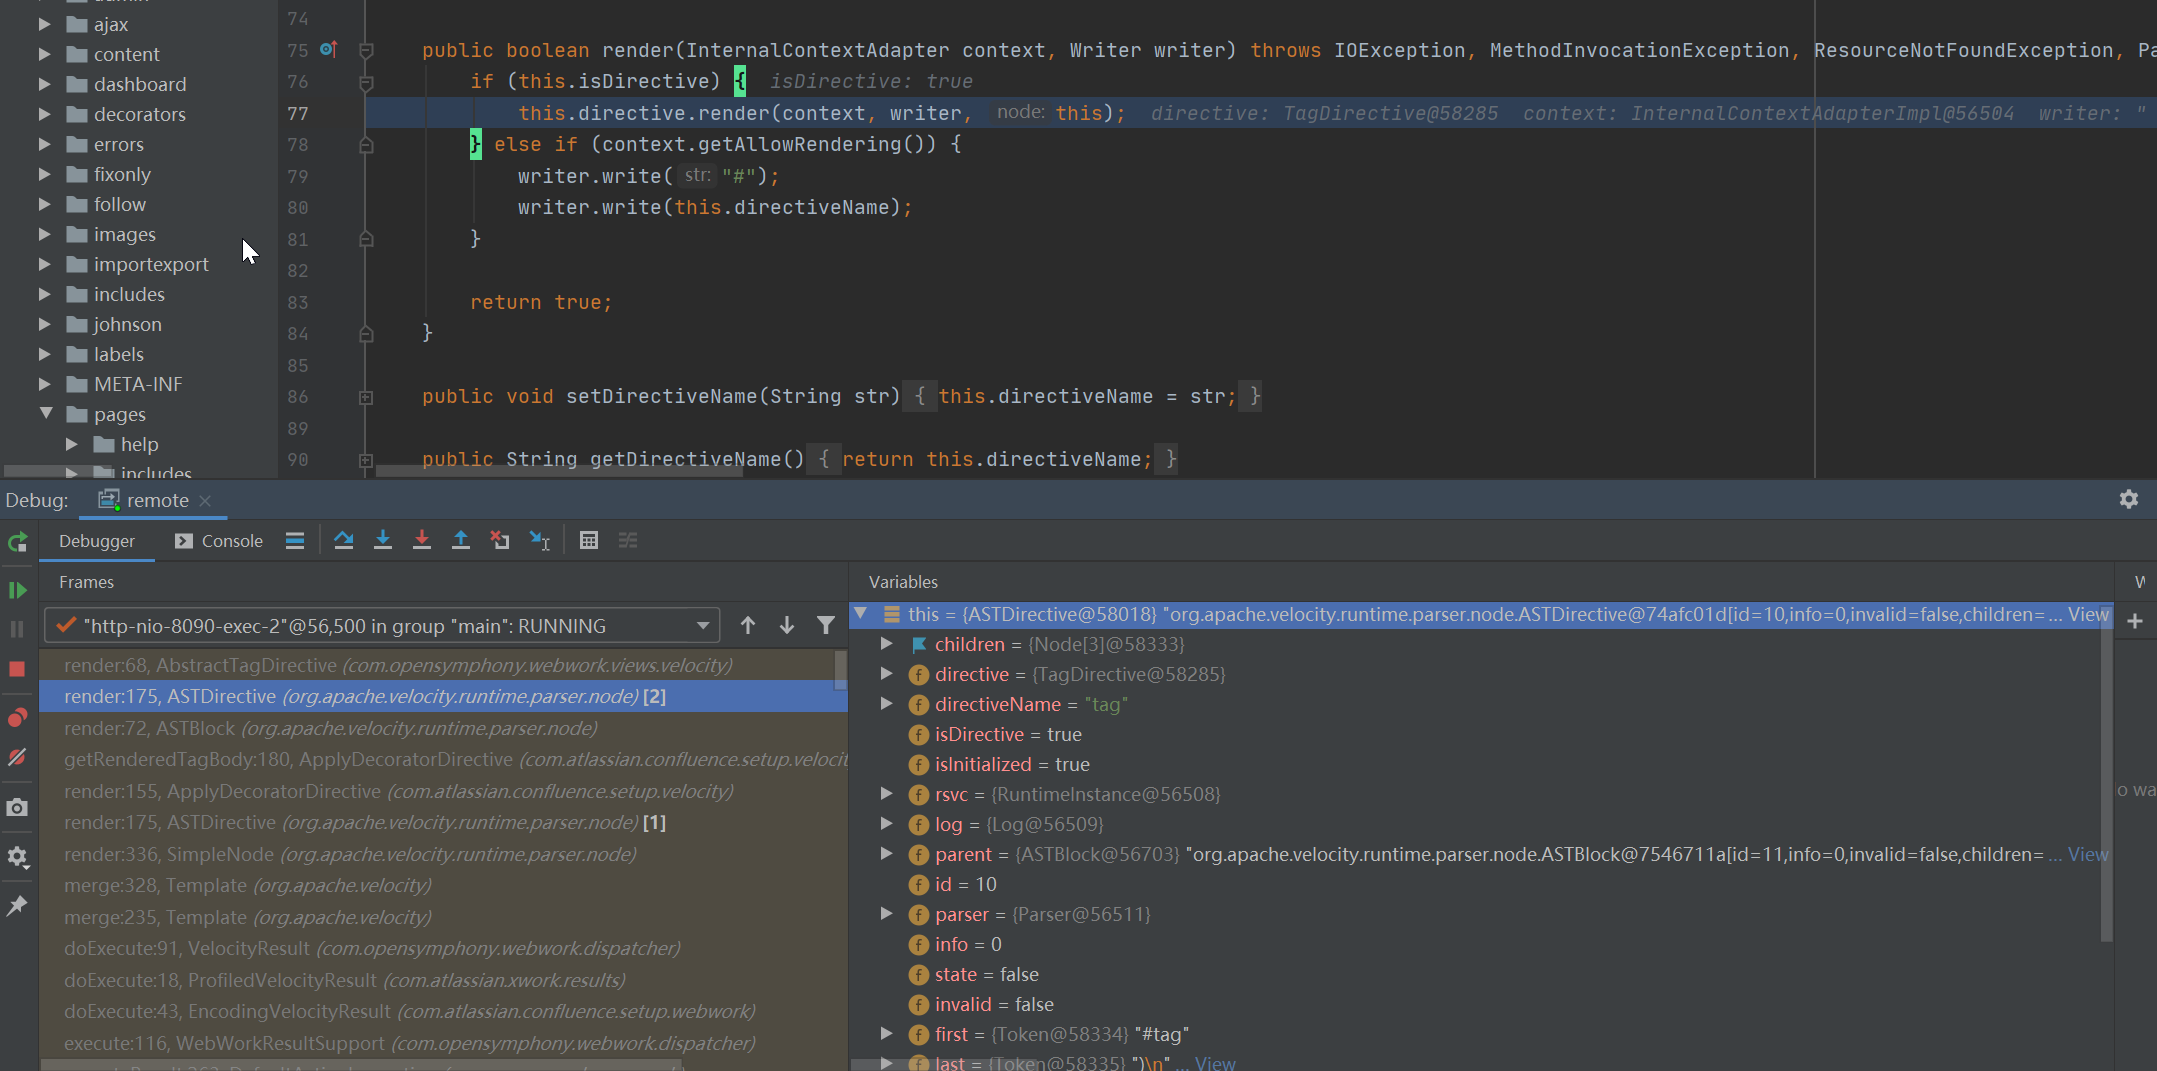 ajax
content
dashboard
decorators
errors
fixonly
follow
images
importexport
includes
johnson
labels
META-INF
pages
help
includes
74
75 public boolean render(InternalContextAdapter context, Writer writer) throws IOException, MethodInvocationException, ResourceNotFoundException, Pa
76 if (this.isDirective) { isDirective: true
77 this.directive.render(context, writer, node: this); directive: TagDirective@58285 context: InternalContextAdapterImpl@56504 writer: "
78 } else if (context.getAllowRendering()) {
79 writer.write( str: "#");
80 writer.write(this.directiveName);
81 }
82
83 return true;
84 }
85
86 public void setDirectiveName(String str) { this.directiveName = str; }
89
90 public String getDirectiveName() { return this.directiveName; }
Debug: remote
Debugger Console
Frames
"http-nio-8090-exec-2"@56,500 in group "main": RUNNING
render:68, AbstractTagDirective (com.opensymphony.webwork.views.velocity)
render:175, ASTDirective (org.apache.velocity.runtime.parser.node) [2]
render:72, ASTBlock (org.apache.velocity.runtime.parser.node)
getRenderedTagBody:180, ApplyDecoratorDirective (com.atlassian.confluence.setup.velocit
render:155, ApplyDecoratorDirective (com.atlassian.confluence.setup.velocity)
render:175, ASTDirective (org.apache.velocity.runtime.parser.node) [1]
render:336, SimpleNode (org.apache.velocity.runtime.parser.node)
merge:328, Template (org.apache.velocity)
merge:235, Template (org.apache.velocity)
doExecute:91, VelocityResult (com.opensymphony.webwork.dispatcher)
doExecute:18, ProfiledVelocityResult (com.atlassian.xwork.results)
doExecute:43, EncodingVelocityResult (com.atlassian.confluence.setup.webwork)
execute:116, WebWorkResultSupport (com.opensymphony.webwork.dispatcher)
Variables
this = {ASTDirective@58018} "org.apache.velocity.runtime.parser.node.ASTDirective@74afc01d[id=10,info=0,invalid=false,children= ... View
children = {Node[3]@58333}
directive = {TagDirective@58285}
directiveName = "tag"
isDirective = true
isInitialized = true
rsvc = {RuntimeInstance@56508}
log = {Log@56509}
parent = {ASTBlock@56703} "org.apache.velocity.runtime.parser.node.ASTBlock@7546711a[id=11,info=0,invalid=false,children= ... View
id = 10
parser = {Parser@56511}
info = 0
state = false
invalid = false
first = {Token@58334} "#tag"
last = {Token@58335} ")\n" ... View
W
o wa